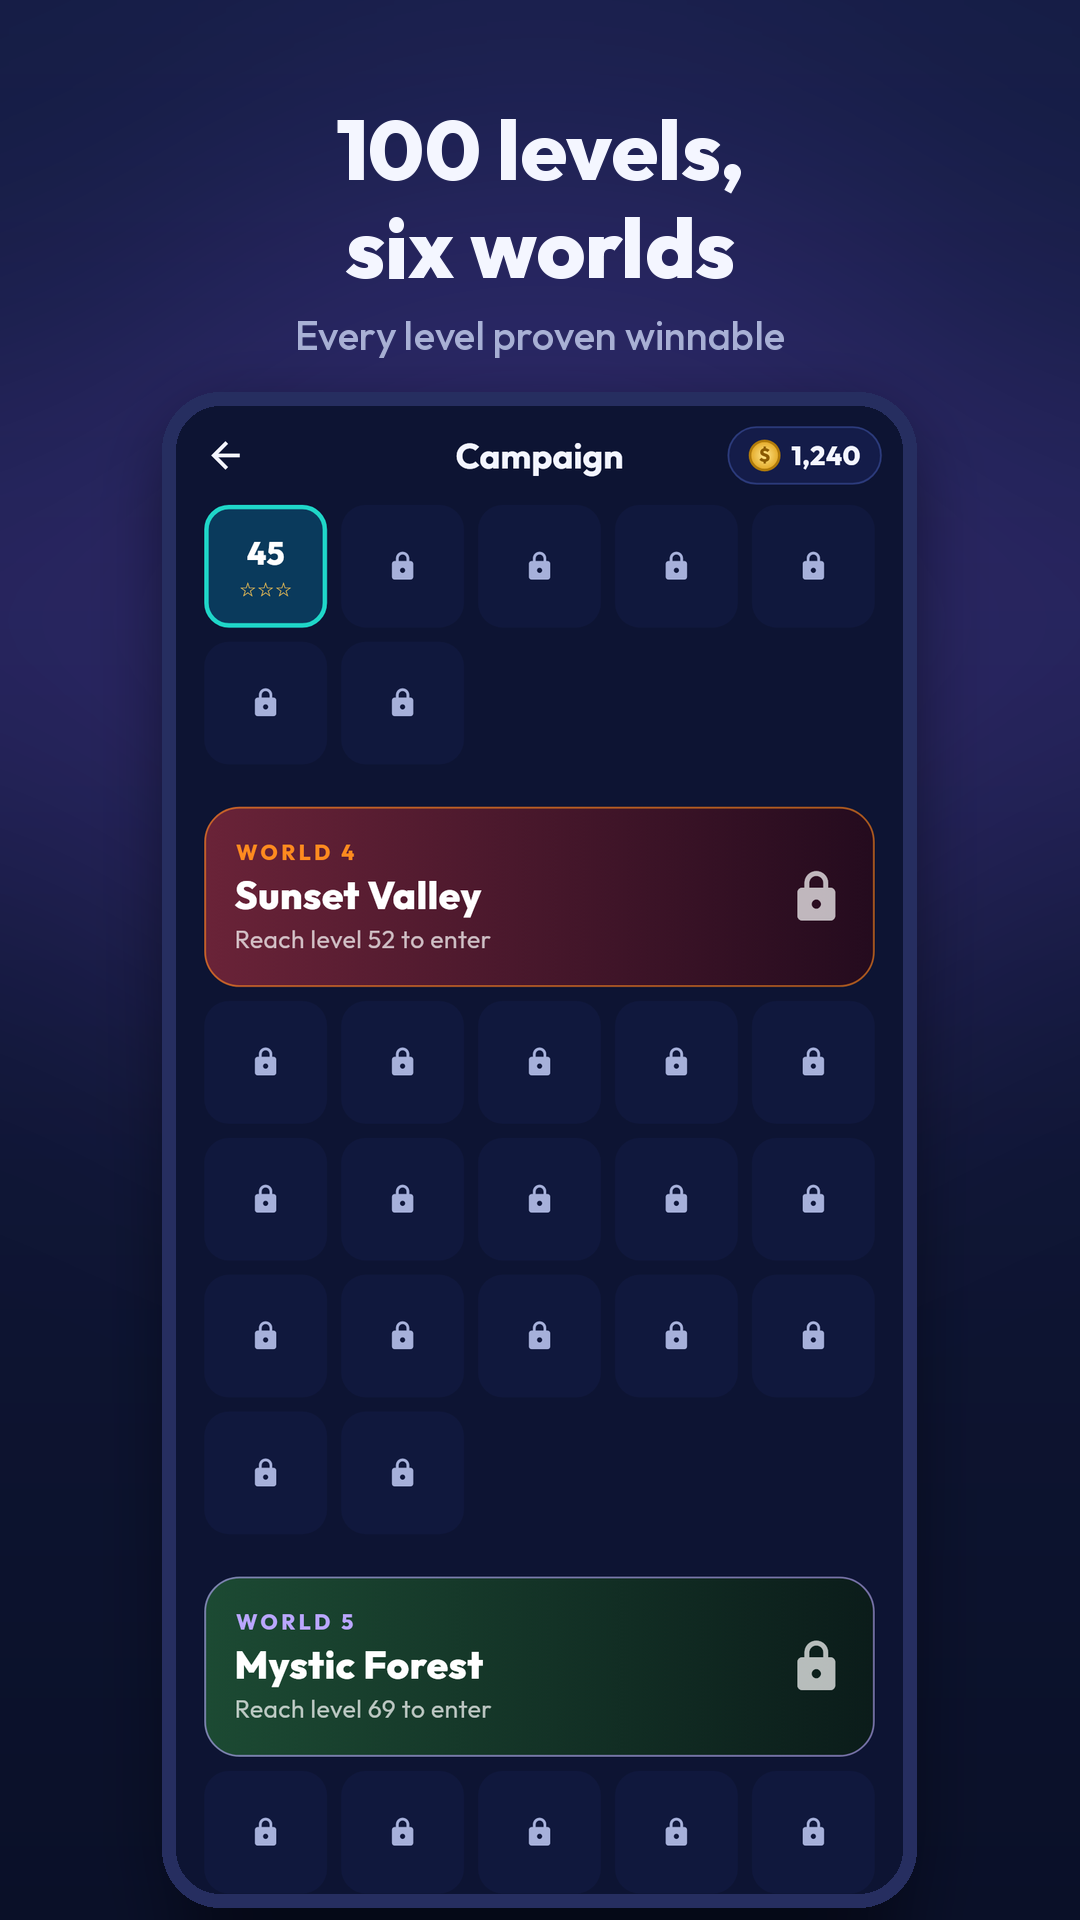 100 levels,
six worlds
Every level proven winnable
Campaign
$ 1,240
45
☆☆☆
WORLD 4
Sunset Valley
Reach level 52 to enter
WORLD 5
Mystic Forest
Reach level 69 to enter